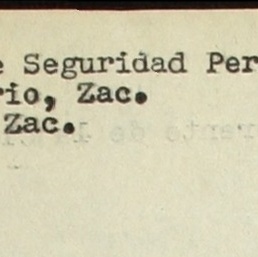 e Seguridad Per
rio, Zac.
Zac.